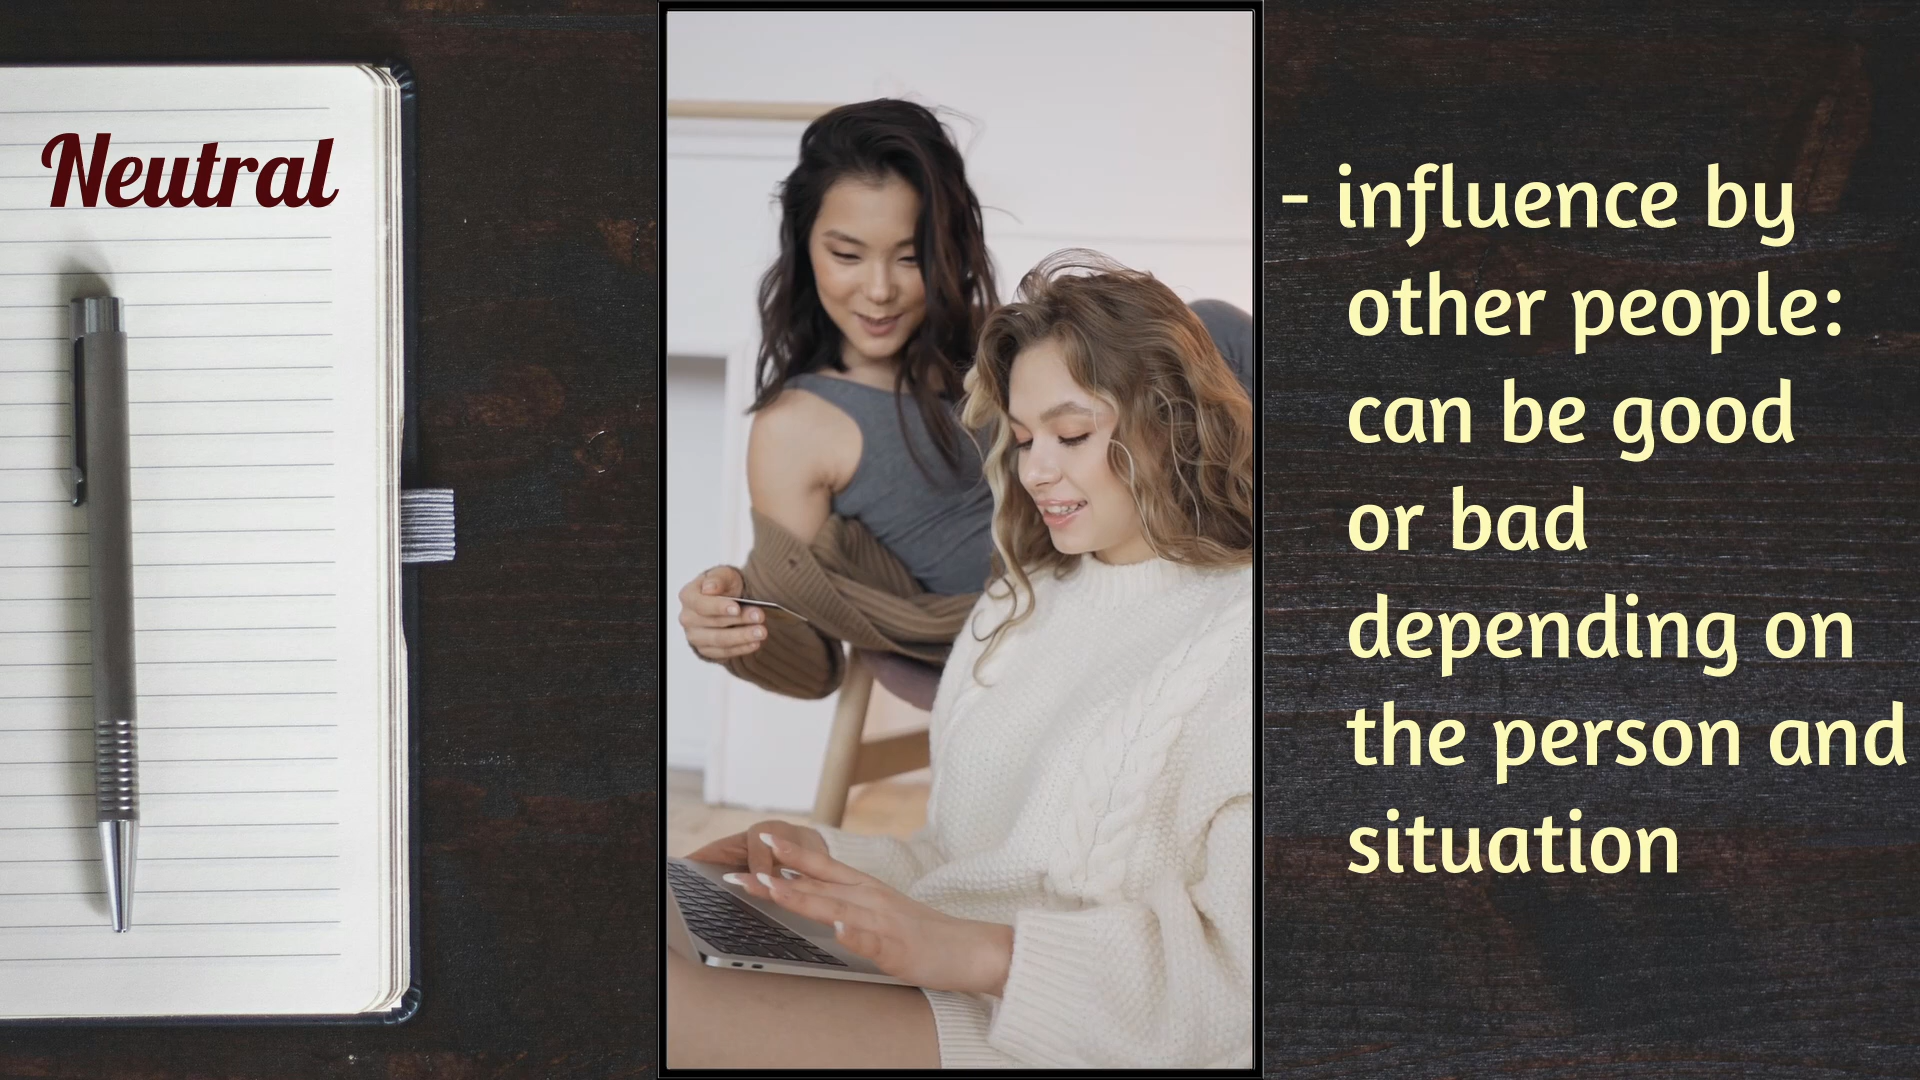 Neutral
- influence by
other people:
can be good
or bad
depending on
the person and
situation